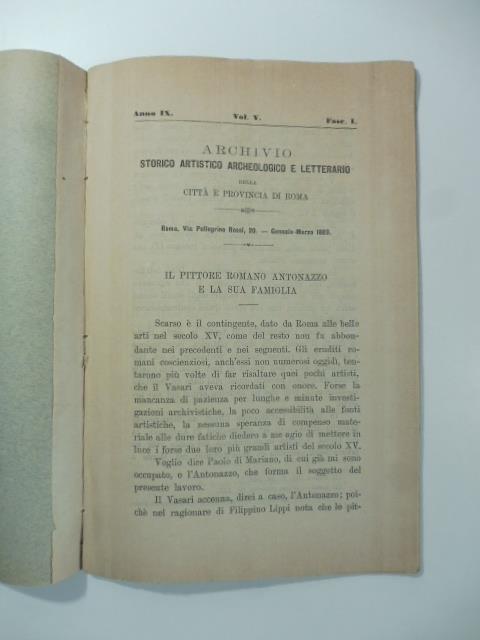 Anno IX. Vol. V. Fasc. I.
ARCHIVIO
STORICO ARTISTICO ARCHEOLOGICO E LETTERARIO
DELLA
CITTÀ E PROVINCIA DI ROMA
Roma, Via Pellegrino Rossi, 20. — Gennaio-Marzo 1883.
IL PITTORE ROMANO ANTONAZZO
E LA SUA FAMIGLIA
Scarso è il contingente, dato da Roma alle belle
arti nel secolo XV, come del resto non fu abbon-
dante nei precedenti e nei segnenti. Gli eruditi ro-
mani coscienziosi, anch'essi non numerosi oggidì, ten-
tarono più volte di far risaltare quei pochi artisti,
che il Vasari aveva ricordati con onore. Forse la
mancanza di pazienza per lunghe e minute investi-
gazioni archivistiche, la poco accessibilità alle fonti
artistiche, la nessuna speranza di compenso mate-
riale alle dure fatiche diedero a me agio di mettere in
luce i forse due loro più grandi artisti del secolo XV.
Voglio dire Paolo di Mariano, di cui già mi sono
occupato, e l'Antonazzo, che forma il soggetto del
presente lavoro.
Il Vasari accenna, direi a caso, l'Antonazzo; poi-
chè nel ragionare di Filippino Lippi nota che le pit-